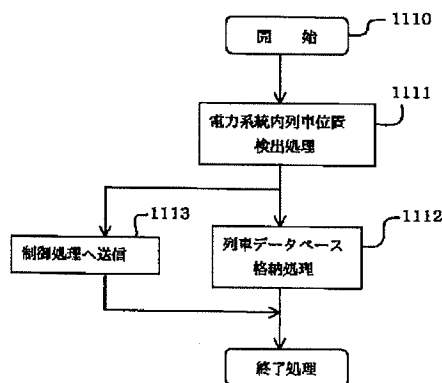 開 始
1110
電力系統内列車位置
検出処理
1111
1113
制御処理へ送信
列車データベース
格納処理
1112
終了処理